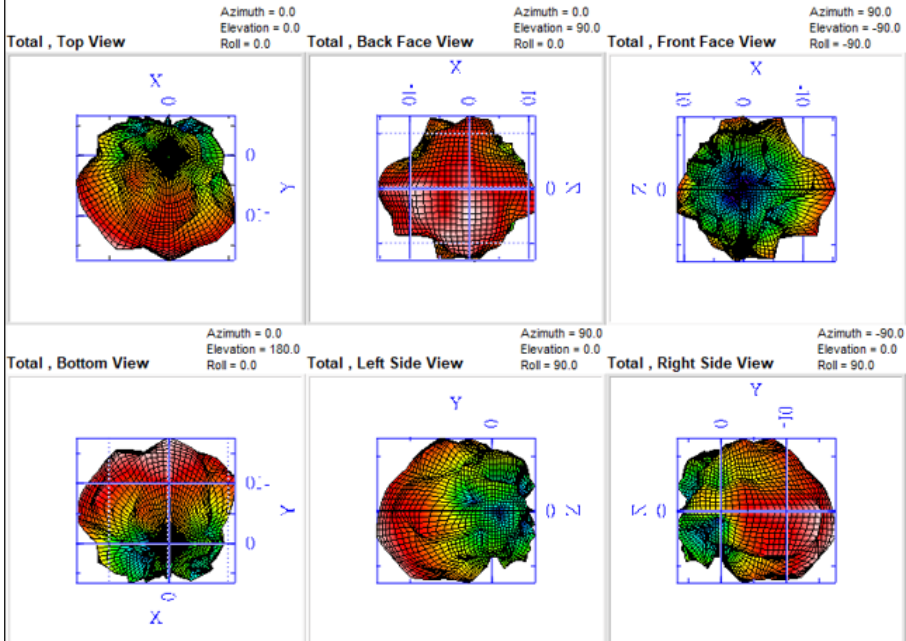 Total , Top View
Azimuth = 0.0
Elevation = 0.0
Roll = 0.0
X
0
0
Y
Total , Back Face View
Azimuth = 0.0
Elevation = 90.0
Roll = 0.0
X
-10
0
10
0
Z
Total , Front Face View
Azimuth = 90.0
Elevation = -90.0
Roll = -90.0
X
10
0
-10
Z
0
Total , Bottom View
Azimuth = 0.0
Elevation = 180.0
Roll = 0.0
Y
0
0
X
Total , Left Side View
Azimuth = 90.0
Elevation = 0.0
Roll = 90.0
Y
0
0
Z
Total , Right Side View
Azimuth = -90.0
Elevation = 0.0
Roll = 90.0
Y
0
-10
Z
0